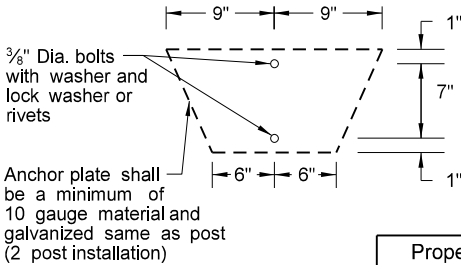 9" 9"
1"
⅜" Dia. bolts
with washer and
lock washer or
rivets
7"
Anchor plate shall
be a minimum of
10 gauge material and
galvanized same as post
(2 post installation)
6" 6"
1"